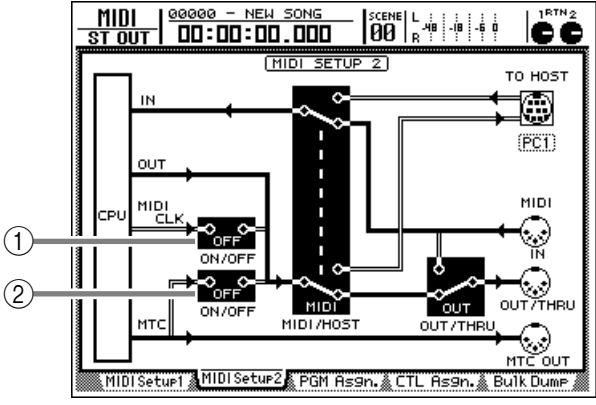 MIDI
ST OUT
00000 - NEW SONG
00:00:00.000
SCENE
00
L -48 -18 -6 0
R
1 RTN 2
MIDI SETUP 2
TO HOST
IN
PC1
OUT
MIDI
MIDI
CLK
CPU
1
OFF
ON/OFF
IN
2
OFF
ON/OFF
MIDI
OUT
OUT/THRU
MIDI/HOST
OUT/THRU
MTC
MTC OUT
MIDI Setup1
MIDI Setup2
PGM Asgn.
CTL Asgn.
Bulk Dump